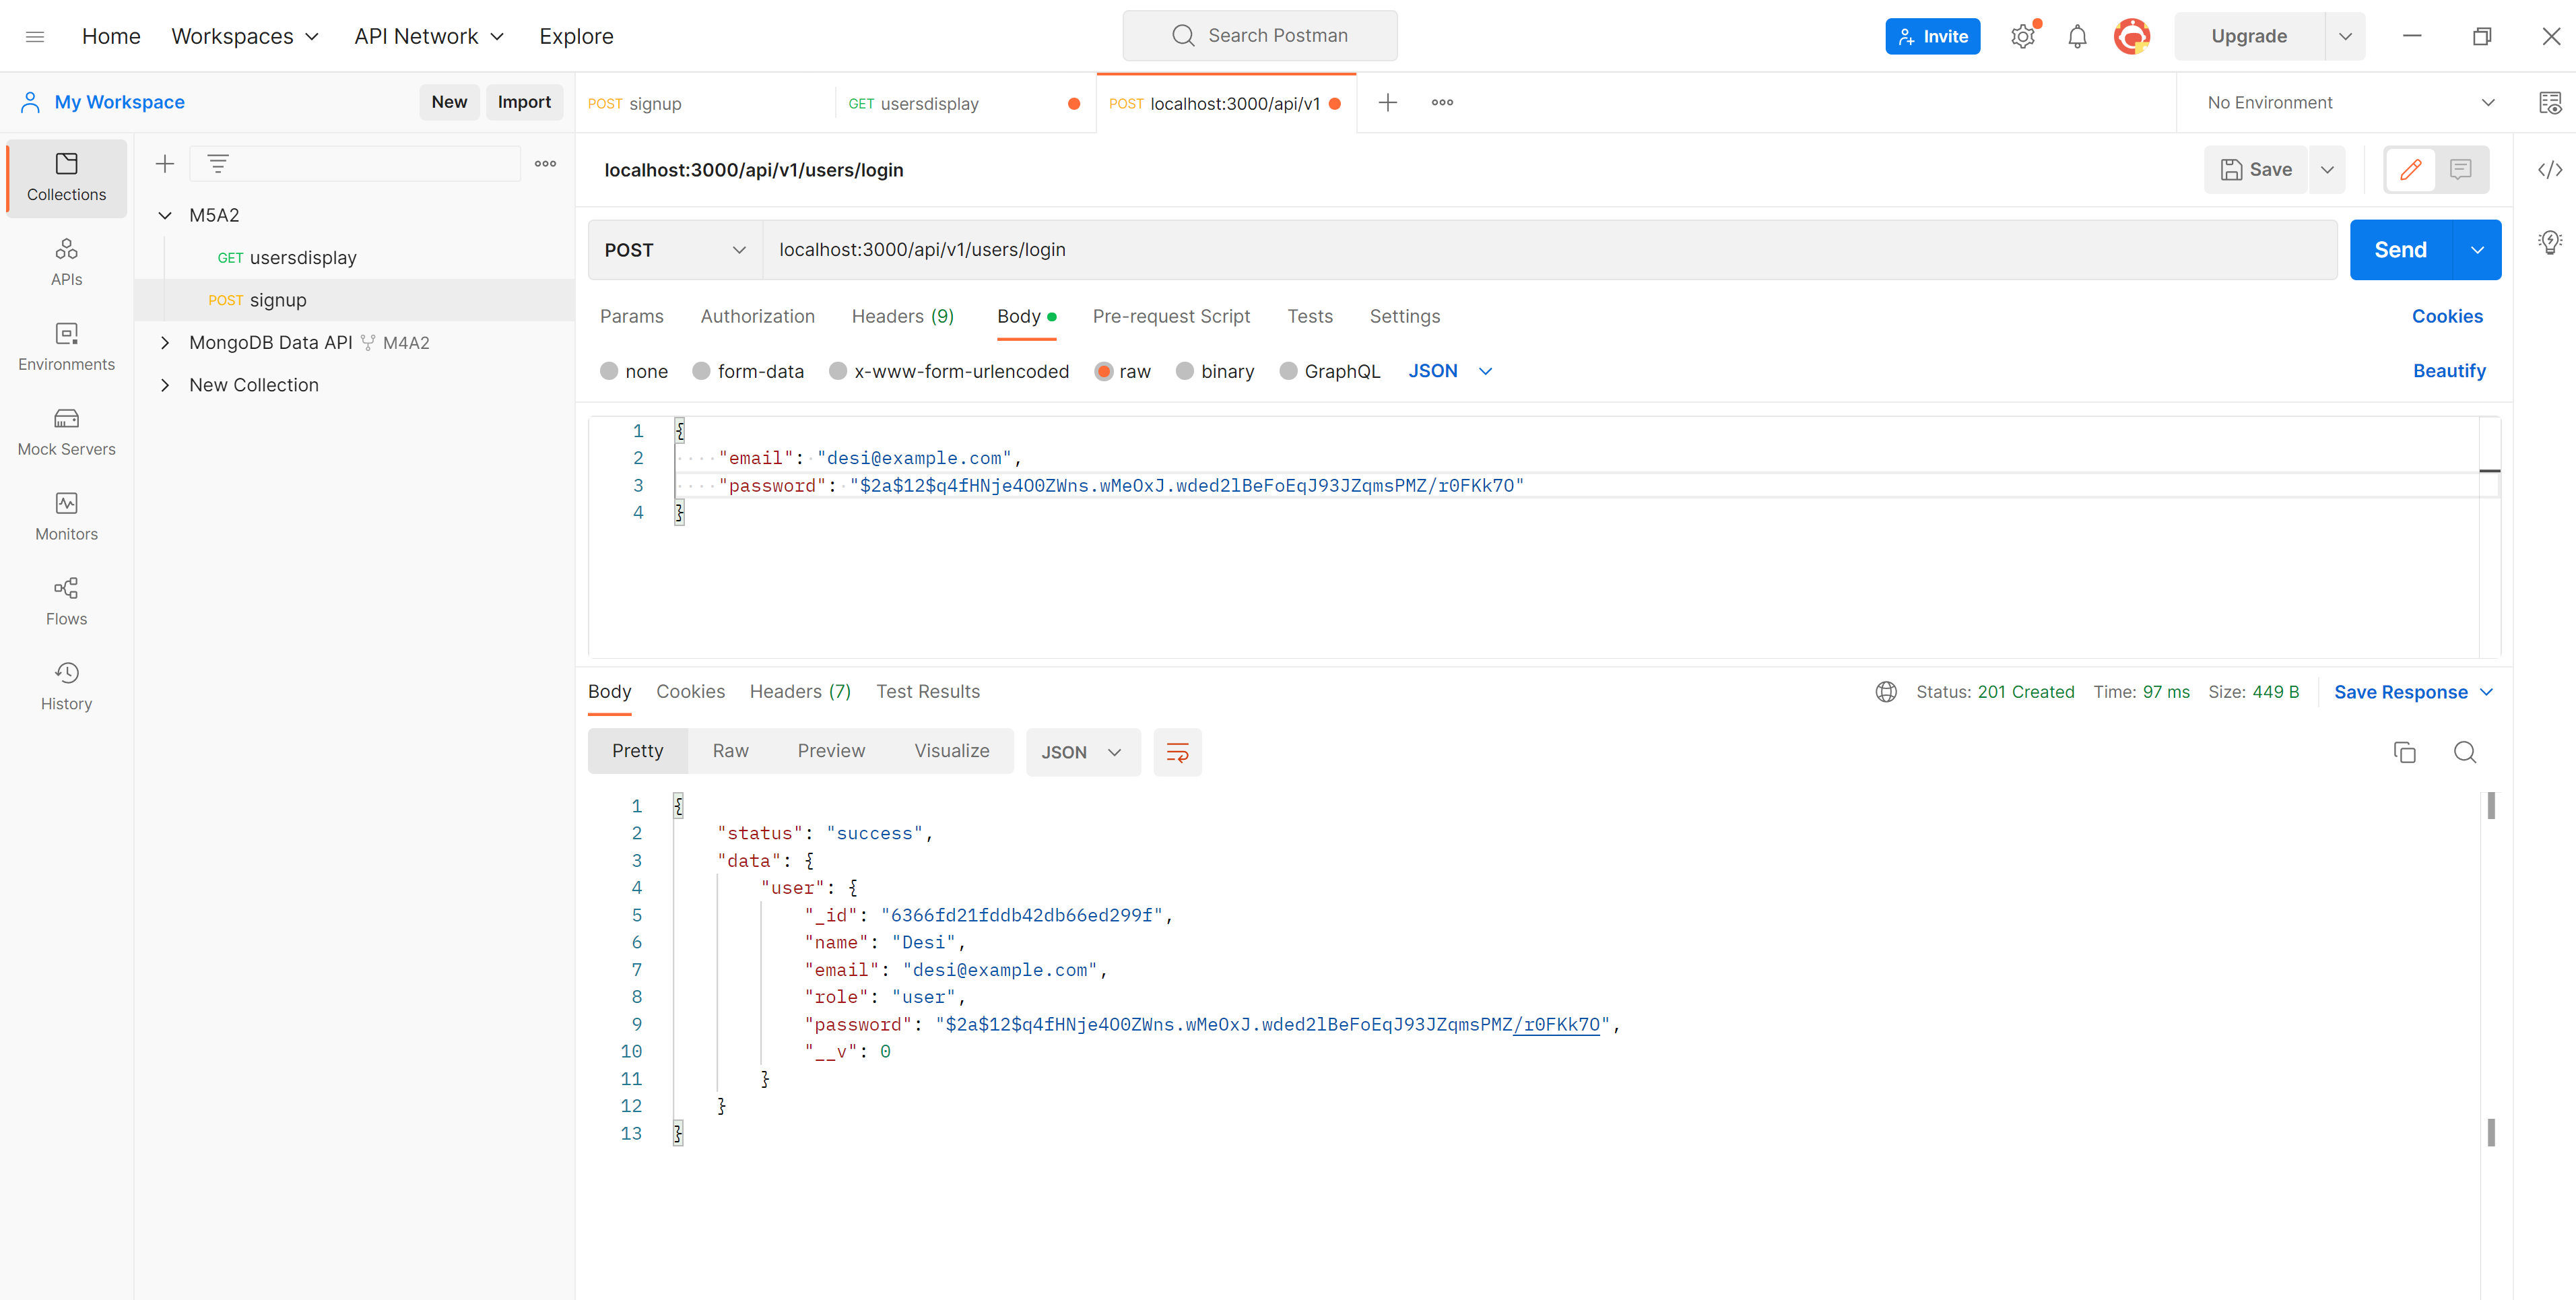 Home Workspaces API Network Explore Search Postman Invite Upgrade
My Workspace New Import POST signup GET usersdisplay POST localhost:3000/api/v1 No Environment
Collections
APIs
Environments
Mock Servers
Monitors
Flows
History
M5A2
GET usersdisplay
POST signup
MongoDB Data API M4A2
New Collection
localhost:3000/api/v1/users/login Save
POST localhost:3000/api/v1/users/login Send
Params Authorization Headers (9) Body Pre-request Script Tests Settings Cookies
none form-data x-www-form-urlencoded raw binary GraphQL JSON Beautify
1 {
2 "email": "desi@example.com",
3 "password": "$2a$12$q4fHNje4O0ZWns.wMeOxJ.wded2lBeFoEqJ93JZqmsPMZ/r0FKk7O"
4 }
Body Cookies Headers (7) Test Results Status: 201 Created Time: 97 ms Size: 449 B Save Response
Pretty Raw Preview Visualize JSON
1 {
2 "status": "success",
3 "data": {
4 "user": {
5 "_id": "6366fd21fddb42db66ed299f",
6 "name": "Desi",
7 "email": "desi@example.com",
8 "role": "user",
9 "password": "$2a$12$q4fHNje4O0ZWns.wMeOxJ.wded2lBeFoEqJ93JZqmsPMZ/r0FKk7O",
10 "__v": 0
11 }
12 }
13 }